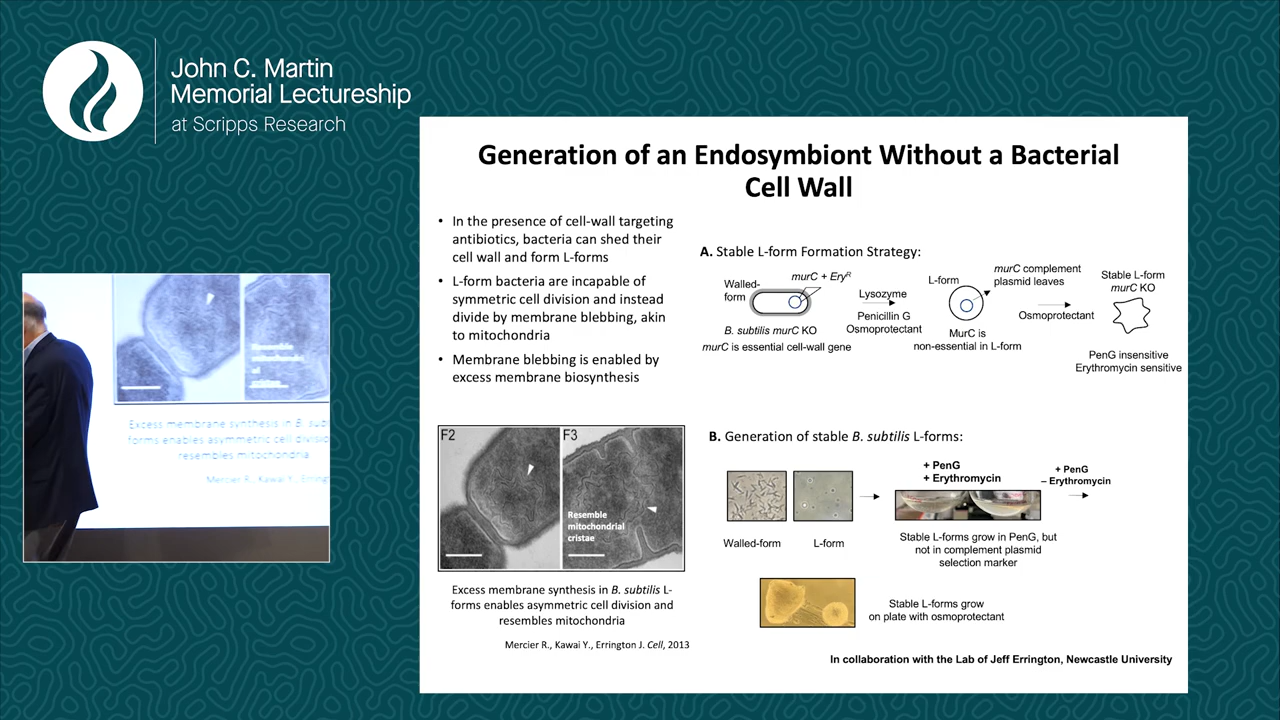 John C. Martin
Memorial Lectureship
at Scripps Research
Generation of an Endosymbiont Without a Bacterial
Cell Wall
• In the presence of cell-wall targeting
antibiotics, bacteria can shed their
cell wall and form L-forms
• L-form bacteria are incapable of
symmetric cell division and instead
divide by membrane blebbing, akin
to mitochondria
• Membrane blebbing is enabled by
excess membrane biosynthesis
F2
F3
Resemble
mitochondrial
cristae
Excess membrane synthesis in B. subtilis L-
forms enables asymmetric cell division and
resembles mitochondria
Mercier R., Kawai Y., Errington J. Cell, 2013
A. Stable L-form Formation Strategy:
Walled-
form
murC + EryR
B. subtilis murC KO
murC is essential cell-wall gene
Lysozyme
Penicillin G
Osmoprotectant
L-form
murC complement
plasmid leaves
MurC is
non-essential in L-form
Osmoprotectant
Stable L-form
murC KO
PenG insensitive
Erythromycin sensitive
B. Generation of stable B. subtilis L-forms:
Walled-form
L-form
+ PenG
+ Erythromycin
+ PenG
– Erythromycin
Stable L-forms grow in PenG, but
not in complement plasmid
selection marker
Stable L-forms grow
on plate with osmoprotectant
In collaboration with the Lab of Jeff Errington, Newcastle University
Excess membrane synthesis in B. sub
forms enables asymmetric cell divisio
resembles mitochondria
Mercier R., Kawai Y., Erring